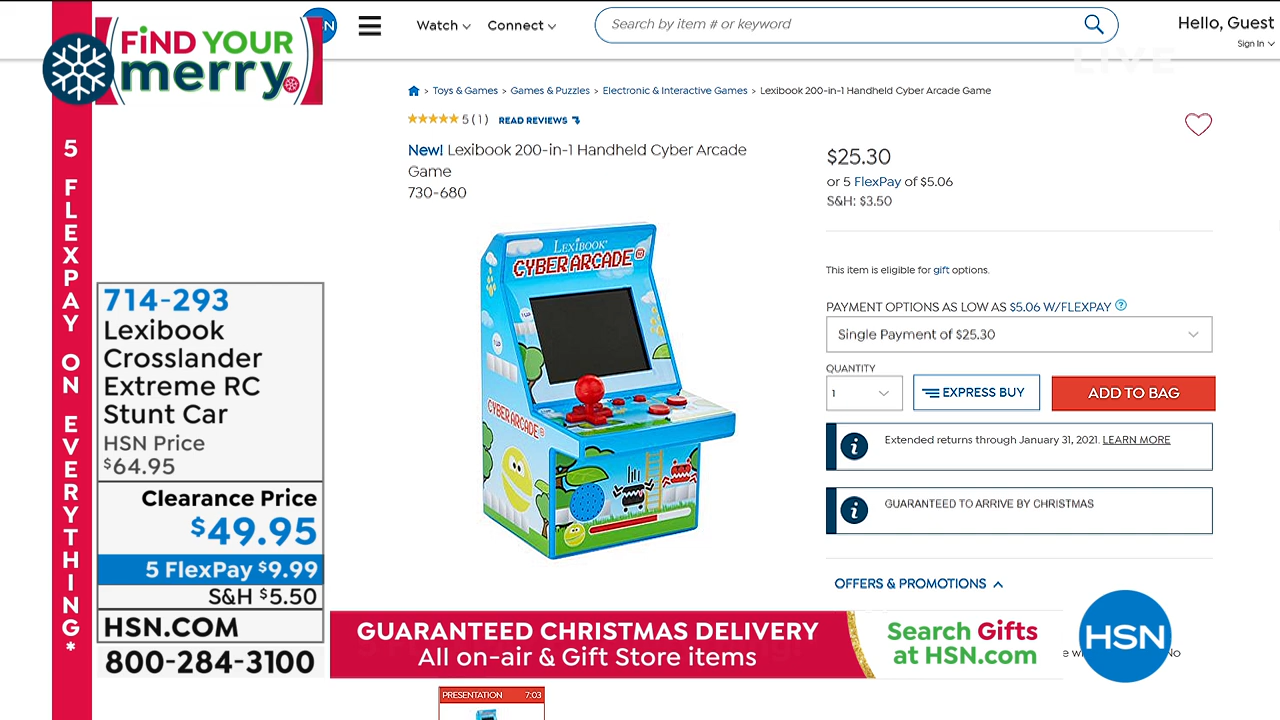 FiND YOUR
merry
N
Watch
Connect
Search by item # or keyword
Hello, Guest
Sign In
LIVE
> Toys & Games > Games & Puzzles > Electronic & Interactive Games > Lexibook 200-in-1 Handheld Cyber Arcade Game
5 (1) READ REVIEWS
New! Lexibook 200-in-1 Handheld Cyber Arcade
Game
730-680
$25.30
or 5 FlexPay of $5.06
S&H: $3.50
This item is eligible for gift options.
PAYMENT OPTIONS AS LOW AS $5.06 W/FLEXPAY ?
Single Payment of $25.30
QUANTITY
1
EXPRESS BUY
ADD TO BAG
i Extended returns through January 31, 2021. LEARN MORE
i GUARANTEED TO ARRIVE BY CHRISTMAS
OFFERS & PROMOTIONS
LEXIBOOK
CYBER ARCADE
CYBER ARCADE
5 FLEXPAY ON EVERYTHING*
714-293
Lexibook
Crosslander
Extreme RC
Stunt Car
HSN Price
$64.95
Clearance Price
$49.95
5 FlexPay $9.99
S&H $5.50
HSN.COM
800-284-3100
GUARANTEED CHRISTMAS DELIVERY
All on-air & Gift Store items
Search Gifts
at HSN.com
HSN
No
PRESENTATION 7:03